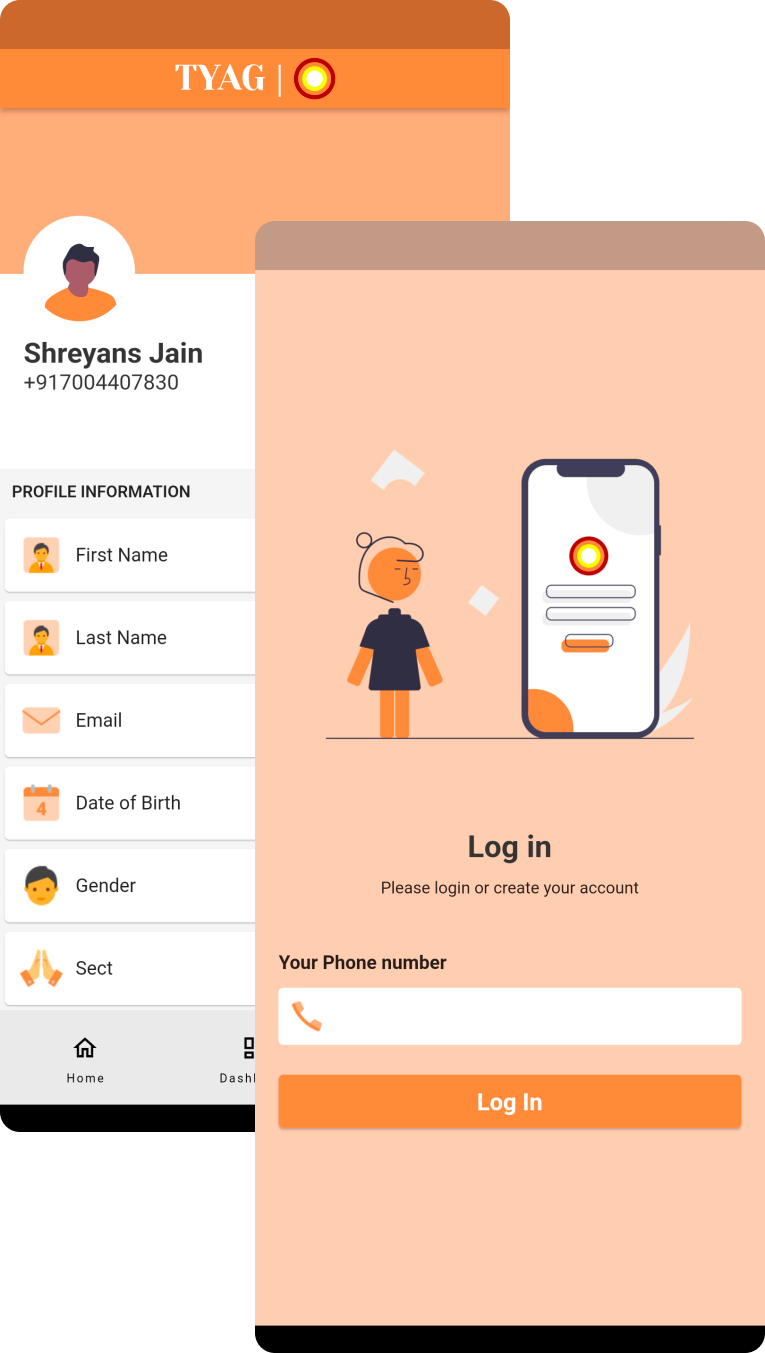 TYAG |
Shreyans Jain
+917004407830
PROFILE INFORMATION
First Name
Last Name
Email
4
Date of Birth
Gender
Sect
Home
Log in
Please login or create your account
Your Phone number
Log In